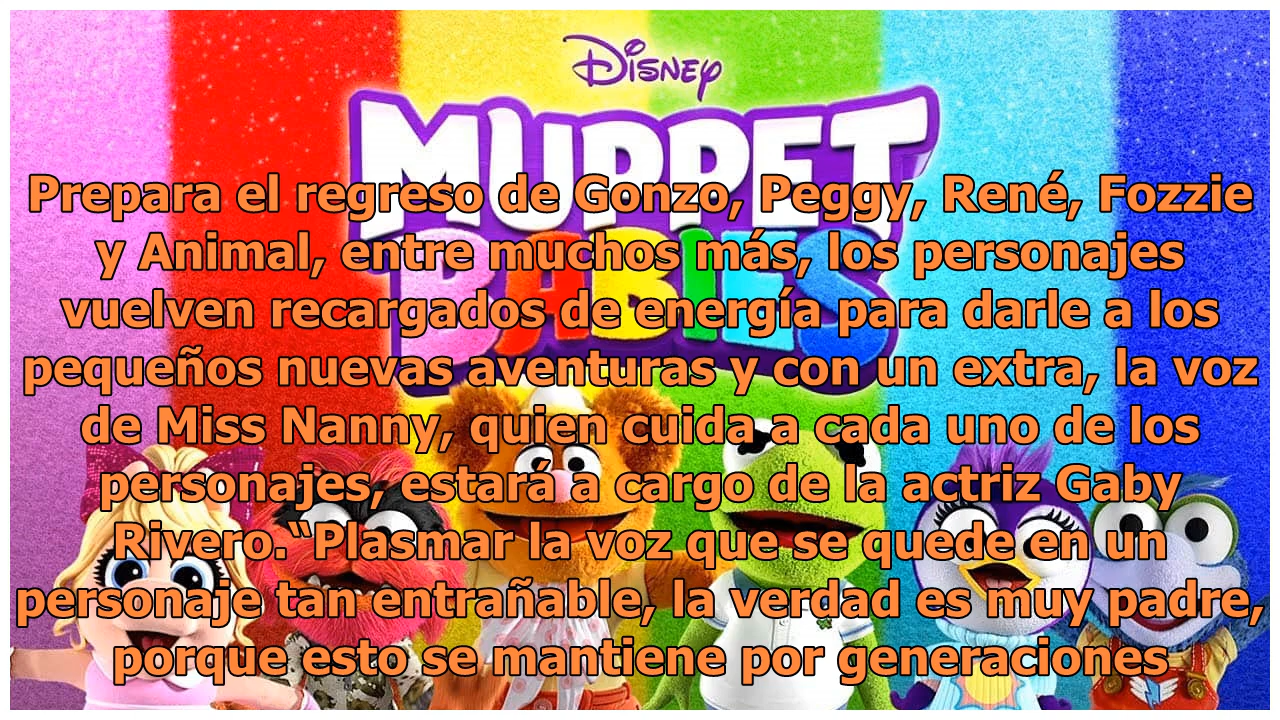 Disney
MUPPET
BABIES
Prepara el regreso de Gonzo, Peggy, René, Fozzie
y Animal, entre muchos más, los personajes
vuelven recargados de energía para darle a los
pequeños nuevas aventuras y con un extra, la voz
de Miss Nanny, quien cuida a cada uno de los
personajes, estará a cargo de la actriz Gaby
Rivero.“Plasmar la voz que se quede en un
personaje tan entrañable, la verdad es muy padre,
porque esto se mantiene por generaciones